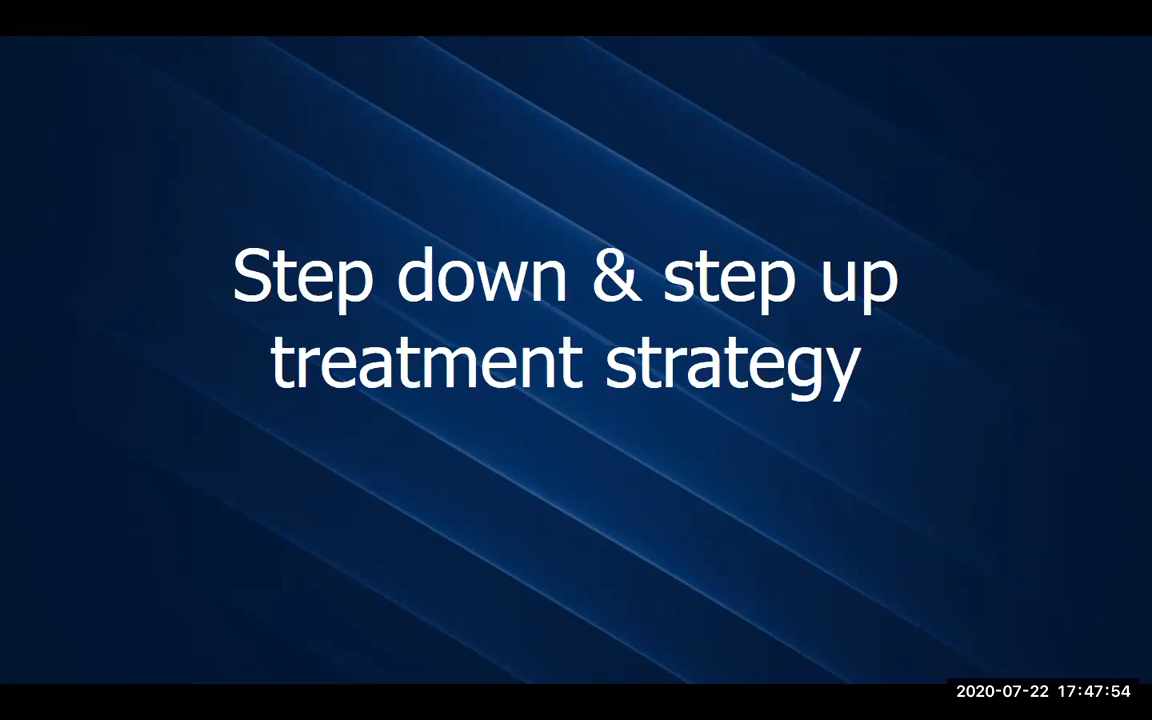 Step down & step up
treatment strategy
2020-07-22 17:47:54